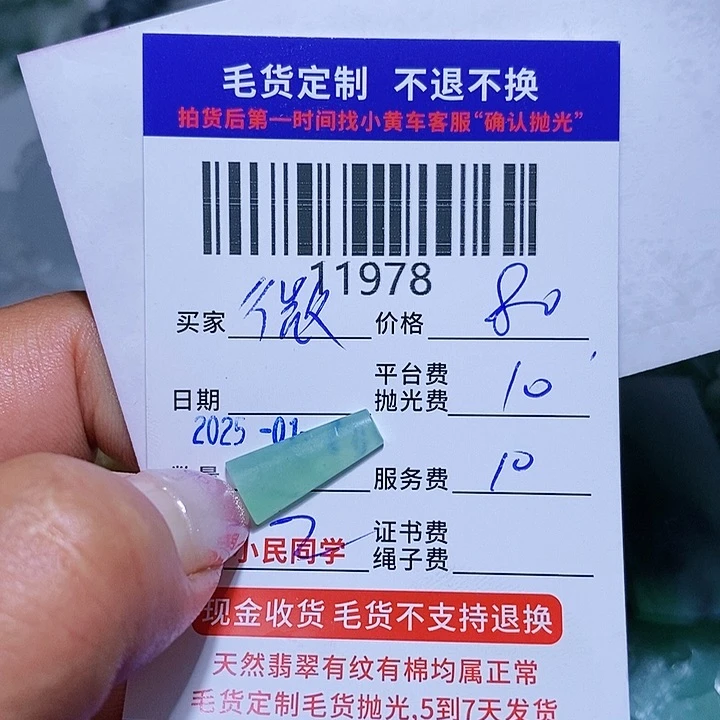 毛货定制 不退不换
拍货后第一时间找小黄车客服“确认抛光”
11978
买家 微 价格 80
平台费
日期 抛光费 10
2025-01
数量 服务费 10
证书费
小民同学 绳子费
现金收货 毛货不支持退换
天然翡翠有纹有棉均属正常
毛货定制毛货抛光,5到7天发货